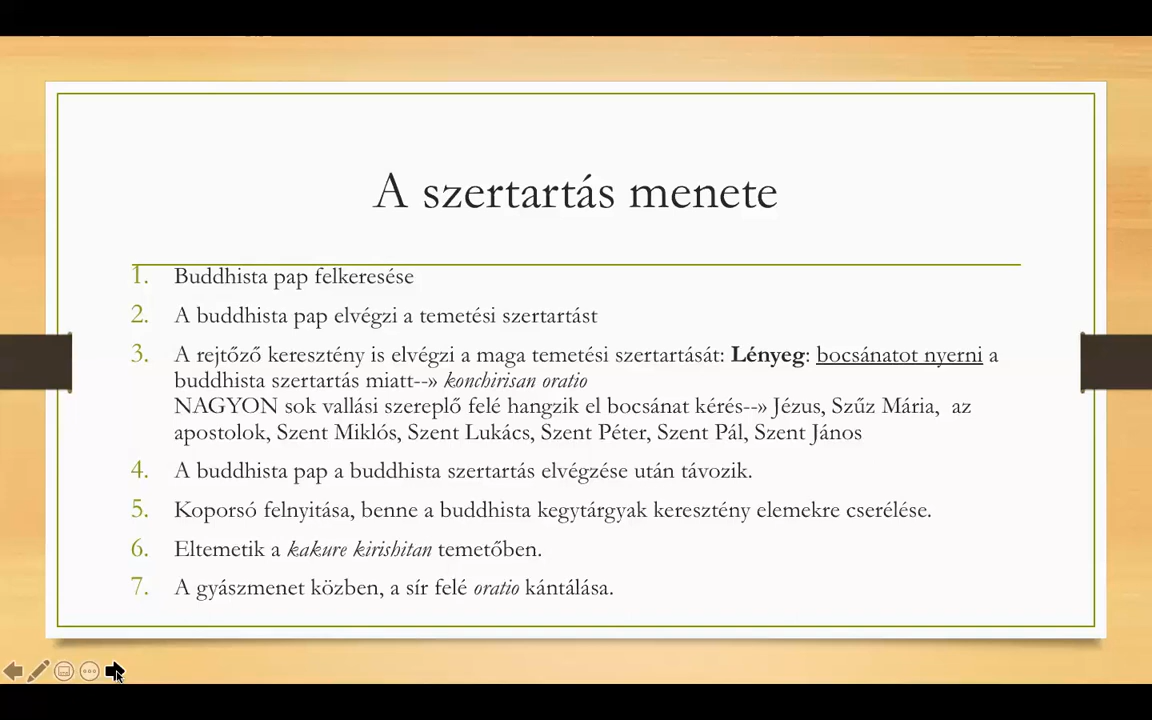 A szertartás menete
1. Buddhista pap felkeresése
2. A buddhista pap elvégzi a temetési szertartást
3. A rejtőző keresztény is elvégzi a maga temetési szertartását: Lényeg: bocsánatot nyerni a
buddhista szertartás miatt--» konchirisan oratio
NAGYON sok vallási szereplő felé hangzik el bocsánat kérés--» Jézus, Szűz Mária, az
apostolok, Szent Miklós, Szent Lukács, Szent Péter, Szent Pál, Szent János
4. A buddhista pap a buddhista szertartás elvégzése után távozik.
5. Koporsó felnyitása, benne a buddhista kegytárgyak keresztény elemekre cserélése.
6. Eltemetik a kakure kirishitan temetőben.
7. A gyászmenet közben, a sír felé oratio kántálása.